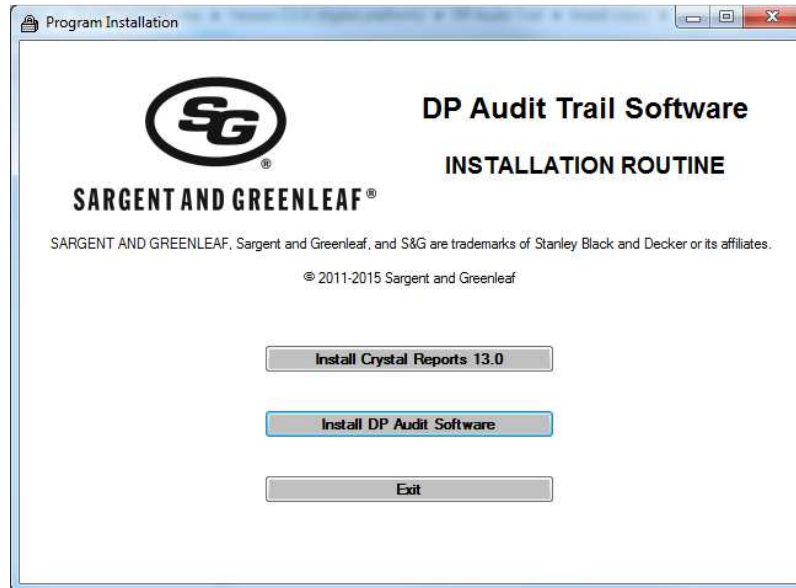 Program Installation
SG
®
SARGENT AND GREENLEAF®
DP Audit Trail Software
INSTALLATION ROUTINE
SARGENT AND GREENLEAF, Sargent and Greenleaf, and S&G are trademarks of Stanley Black and Decker or its affiliates.
© 2011-2015 Sargent and Greenleaf
Install Crystal Reports 13.0
Install DP Audit Software
Exit